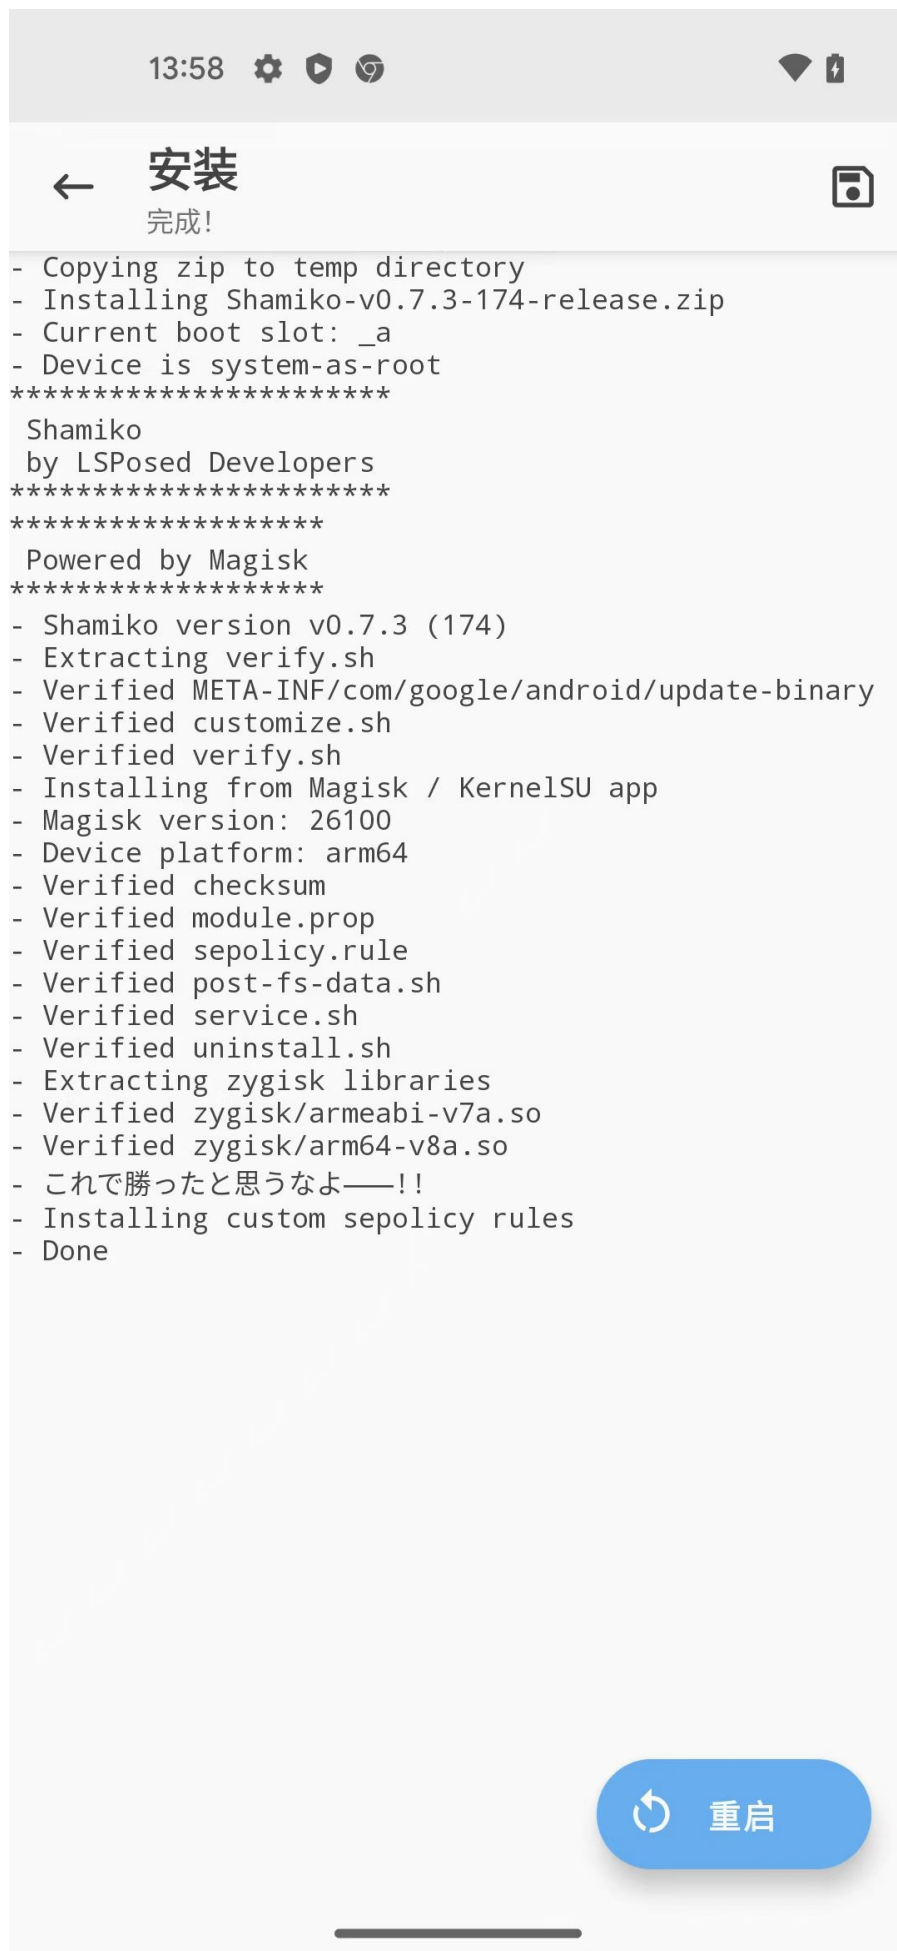 13:58
安装
完成!
- Copying zip to temp directory
- Installing Shamiko-v0.7.3-174-release.zip
- Current boot slot: _a
- Device is system-as-root
***********************
Shamiko
by LSPosed Developers
***********************
*******************
Powered by Magisk
*******************
- Shamiko version v0.7.3 (174)
- Extracting verify.sh
- Verified META-INF/com/google/android/update-binary
- Verified customize.sh
- Verified verify.sh
- Installing from Magisk / KernelSU app
- Magisk version: 26100
- Device platform: arm64
- Verified checksum
- Verified module.prop
- Verified sepolicy.rule
- Verified post-fs-data.sh
- Verified service.sh
- Verified uninstall.sh
- Extracting zygisk libraries
- Verified zygisk/armeabi-v7a.so
- Verified zygisk/arm64-v8a.so
- これで勝ったと思うなよ―――!!
- Installing custom sepolicy rules
- Done
重启